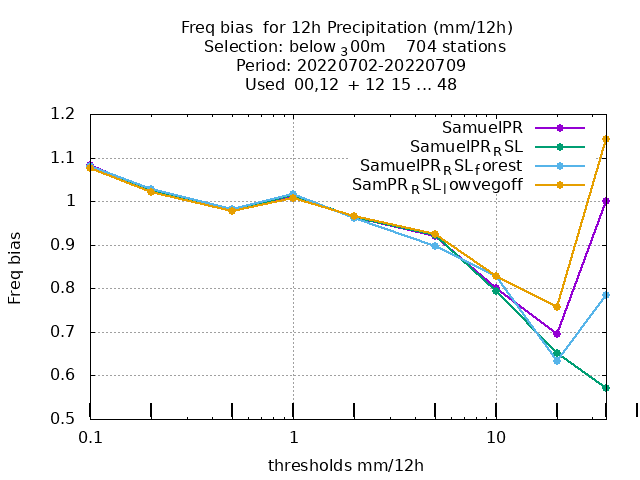 Freq bias  for 12h Precipitation (mm/12h)
Selection: below ₃00m    704 stations
Period: 20220702-20220709
Used  00,12  + 12 15 ... 48
SamuelPR
SamuelPR_RSL
SamuelPR_RSL_forest
SamPR_RSL_lowvegoff
Freq bias
1.2
1.1
1
0.9
0.8
0.7
0.6
0.5
0.1
1
10
thresholds mm/12h